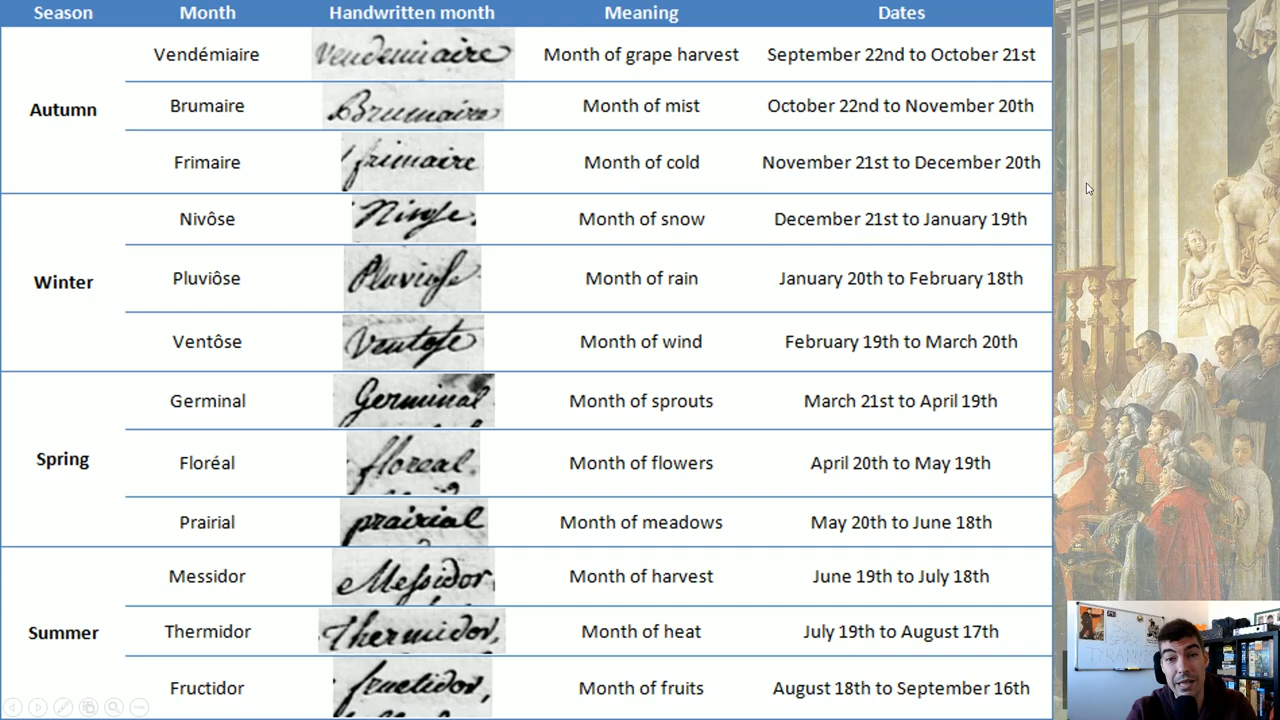 Season Month Handwritten month Meaning Dates
Autumn
Vendémiaire Vendemiaire Month of grape harvest September 22nd to October 21st
Brumaire Brumaire Month of mist October 22nd to November 20th
Frimaire frimaire Month of cold November 21st to December 20th
Winter
Nivôse Nivose. Month of snow December 21st to January 19th
Pluviôse Pluviose Month of rain January 20th to February 18th
Ventôse Ventose Month of wind February 19th to March 20th
Spring
Germinal Germinal Month of sprouts March 21st to April 19th
Floréal floreal. Month of flowers April 20th to May 19th
Prairial prairial Month of meadows May 20th to June 18th
Summer
Messidor Messidor, Month of harvest June 19th to July 18th
Thermidor Thermidor, Month of heat July 19th to August 17th
Fructidor fructidor, Month of fruits August 18th to September 16th